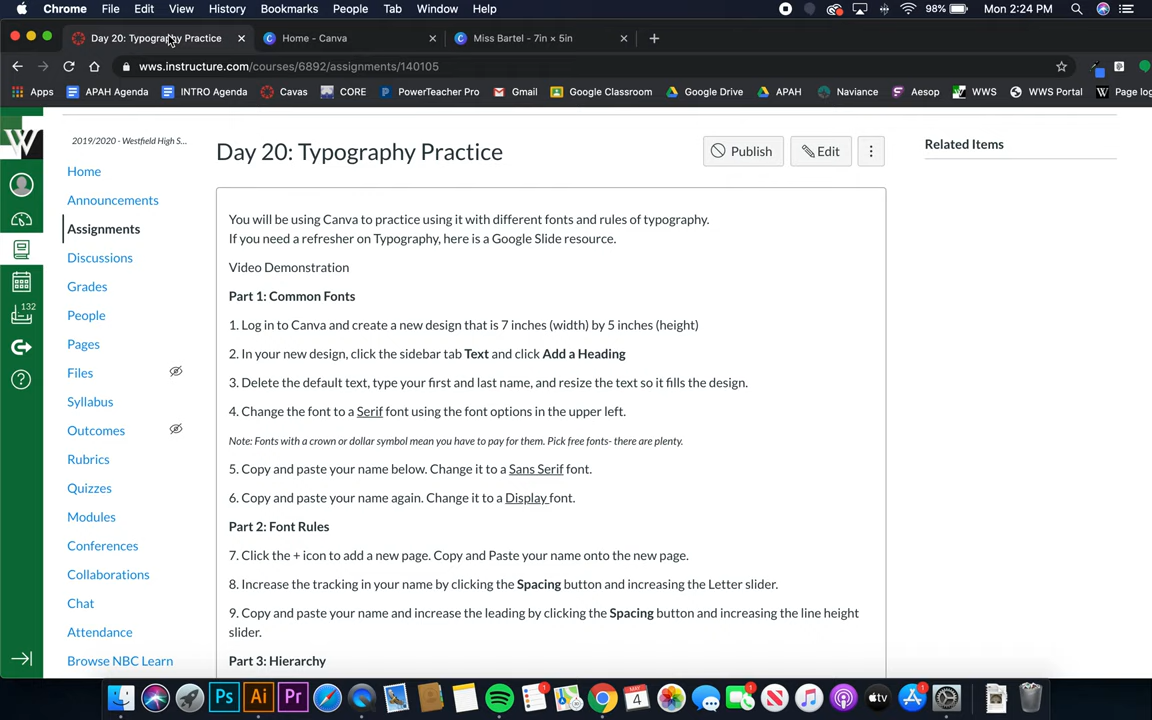 Chrome File Edit View History Bookmarks People Tab Window Help 98% Mon 2:24 PM
Day 20: Typography Practice Home - Canva Miss Bartel - 7in × 5in
wws.instructure.com/courses/6892/assignments/140105
Apps APAH Agenda INTRO Agenda Cavas CORE PowerTeacher Pro Gmail Google Classroom Google Drive APAH Naviance Aesop WWS WWS Portal Page log
2019/2020 - Westfield High S...
Home
Announcements
Assignments
Discussions
Grades
People
Pages
Files
Syllabus
Outcomes
Rubrics
Quizzes
Modules
Conferences
Collaborations
Chat
Attendance
Browse NBC Learn
132
Day 20: Typography Practice
Publish Edit
Related Items
You will be using Canva to practice using it with different fonts and rules of typography.
If you need a refresher on Typography, here is a Google Slide resource.
Video Demonstration
Part 1: Common Fonts
1. Log in to Canva and create a new design that is 7 inches (width) by 5 inches (height)
2. In your new design, click the sidebar tab Text and click Add a Heading
3. Delete the default text, type your first and last name, and resize the text so it fills the design.
4. Change the font to a Serif font using the font options in the upper left.
Note: Fonts with a crown or dollar symbol mean you have to pay for them. Pick free fonts- there are plenty.
5. Copy and paste your name below. Change it to a Sans Serif font.
6. Copy and paste your name again. Change it to a Display font.
Part 2: Font Rules
7. Click the + icon to add a new page. Copy and Paste your name onto the new page.
8. Increase the tracking in your name by clicking the Spacing button and increasing the Letter slider.
9. Copy and paste your name and increase the leading by clicking the Spacing button and increasing the line height
slider.
Part 3: Hierarchy
Ps Ai Pr 4 tv